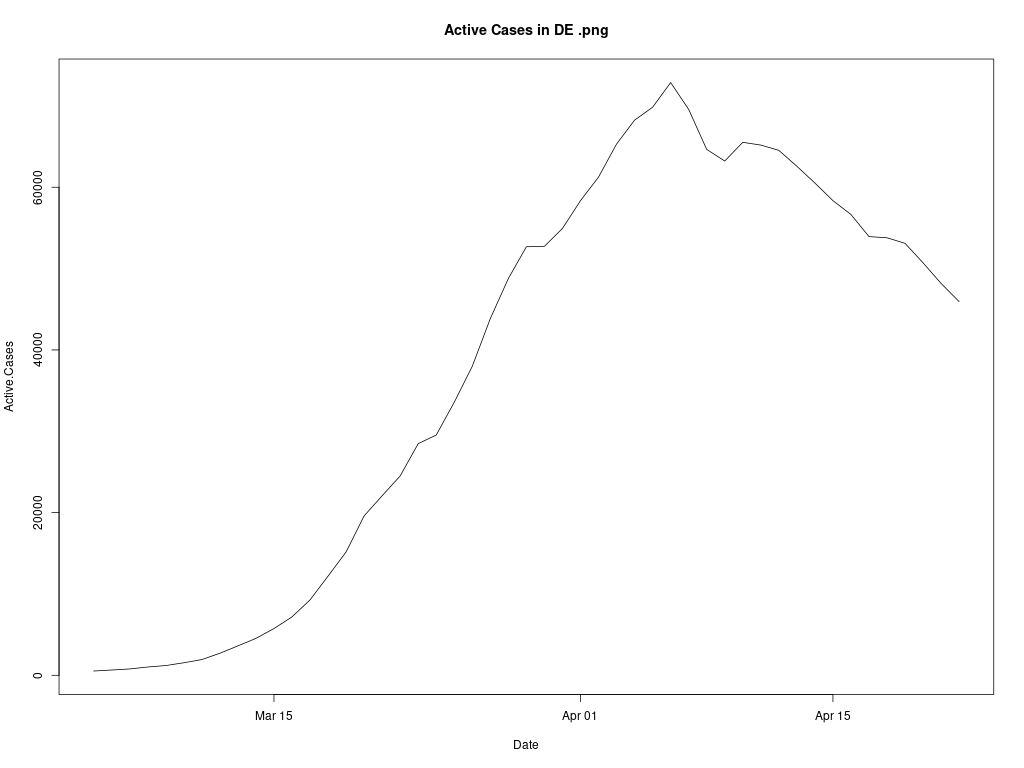 Active Cases in DE .png
Active.Cases
60000
40000
20000
0
Mar 15
Apr 01
Apr 15
Date